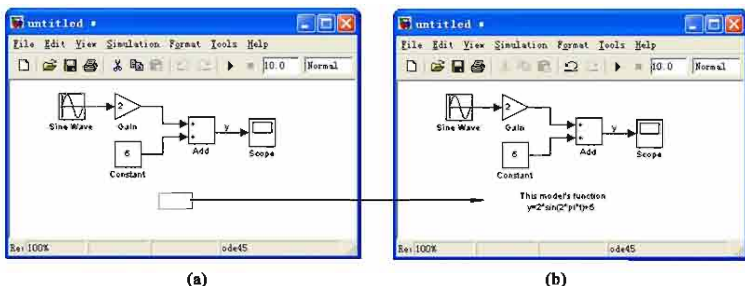 untitled *
File Edit View Simulation Format Tools Help
10.0 Normal
2
Sine Wave
Gain
+
+
y
Add
Scope
6
Constant
100%
ode45
(a)
untitled *
File Edit View Simulation Format Tools Help
10.0 Normal
2
Sine Wave
Gain
+
+
y
Add
Scope
6
Constant
This model's function
y=2*sin(2*pi*t)+6
100%
ode45
(b)